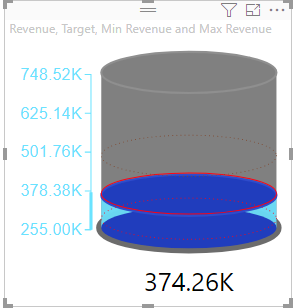 Revenue, Target, Min Revenue and Max Revenue
748.52K
625.14K
501.76K
378.38K
255.00K
374.26K